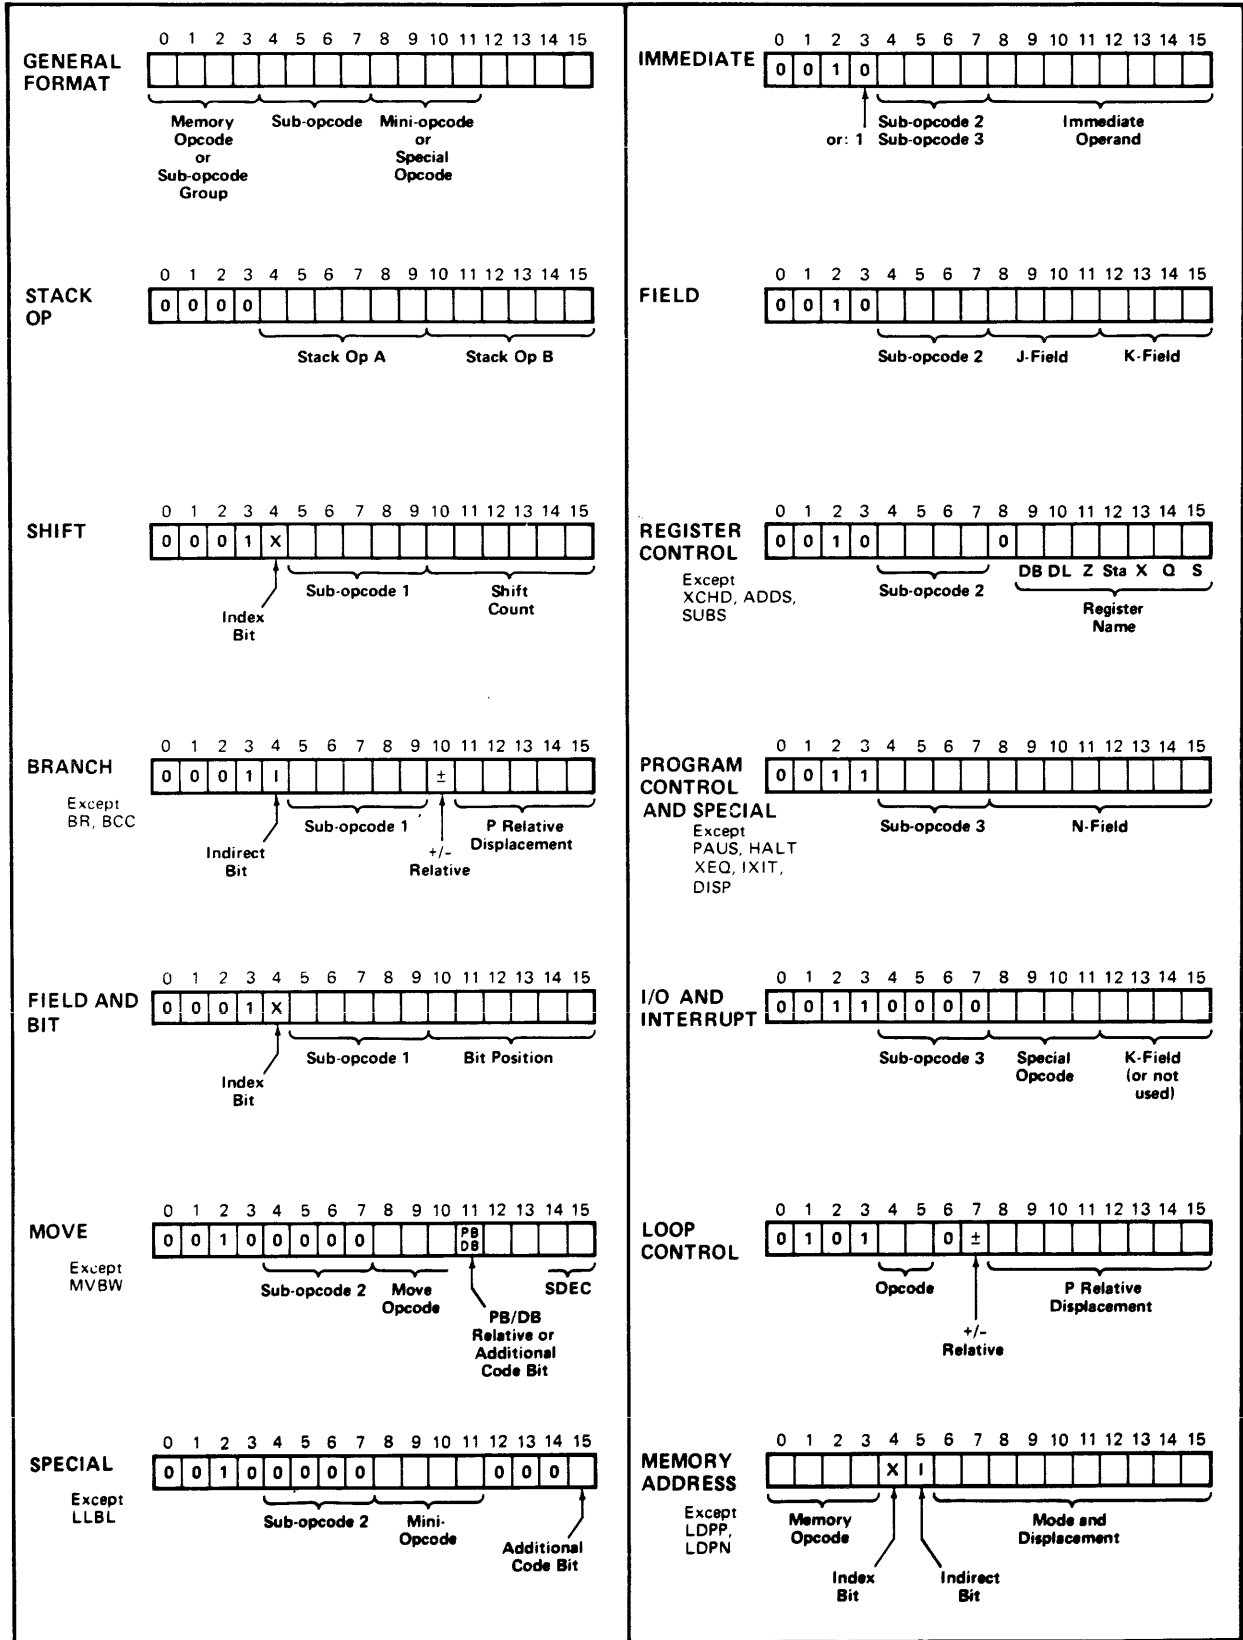 0 1 2 3 4 5 6 7 8 9 10 11 12 13 14 15
GENERAL
FORMAT
Memory
Opcode
or
Sub-opcode
Group
Sub-opcode
Mini-opcode
or
Special
Opcode
0 1 2 3 4 5 6 7 8 9 10 11 12 13 14 15
STACK
OP
0 0 0 0
Stack Op A
Stack Op B
0 1 2 3 4 5 6 7 8 9 10 11 12 13 14 15
SHIFT
0 0 0 1 X
Sub-opcode 1
Shift
Count
Index
Bit
0 1 2 3 4 5 6 7 8 9 10 11 12 13 14 15
BRANCH
0 0 0 1 I ±
Except
BR, BCC
Sub-opcode 1
P Relative
Displacement
Indirect
Bit
+/-
Relative
0 1 2 3 4 5 6 7 8 9 10 11 12 13 14 15
FIELD AND
BIT
0 0 0 1 X
Sub-opcode 1
Bit Position
Index
Bit
0 1 2 3 4 5 6 7 8 9 10 11 12 13 14 15
MOVE
0 0 1 0 0 0 0 0 PB
DB
Except
MVBW
Sub-opcode 2
Move
Opcode
SDEC
PB/DB
Relative or
Additional
Code Bit
0 1 2 3 4 5 6 7 8 9 10 11 12 13 14 15
SPECIAL
0 0 1 0 0 0 0 0 0 0 0
Except
LLBL
Sub-opcode 2
Mini-
Opcode
Additional
Code Bit
0 1 2 3 4 5 6 7 8 9 10 11 12 13 14 15
IMMEDIATE
0 0 1 0
or: 1
Sub-opcode 2
Sub-opcode 3
Immediate
Operand
0 1 2 3 4 5 6 7 8 9 10 11 12 13 14 15
FIELD
0 0 1 0
Sub-opcode 2
J-Field
K-Field
0 1 2 3 4 5 6 7 8 9 10 11 12 13 14 15
REGISTER
CONTROL
0 0 1 0 0
Except
XCHD, ADDS,
SUBS
Sub-opcode 2
DB DL Z Sta X Q S
Register
Name
0 1 2 3 4 5 6 7 8 9 10 11 12 13 14 15
PROGRAM
CONTROL
AND SPECIAL
0 0 1 1
Except
PAUS, HALT
XEQ, IXIT,
DISP
Sub-opcode 3
N-Field
0 1 2 3 4 5 6 7 8 9 10 11 12 13 14 15
I/O AND
INTERRUPT
0 0 1 1 0 0 0 0
Sub-opcode 3
Special
Opcode
K-Field
(or not
used)
0 1 2 3 4 5 6 7 8 9 10 11 12 13 14 15
LOOP
CONTROL
0 1 0 1 0 ±
Opcode
P Relative
Displacement
+/-
Relative
0 1 2 3 4 5 6 7 8 9 10 11 12 13 14 15
MEMORY
ADDRESS
X I
Except
LDPP,
LDPN
Memory
Opcode
Mode and
Displacement
Index
Bit
Indirect
Bit